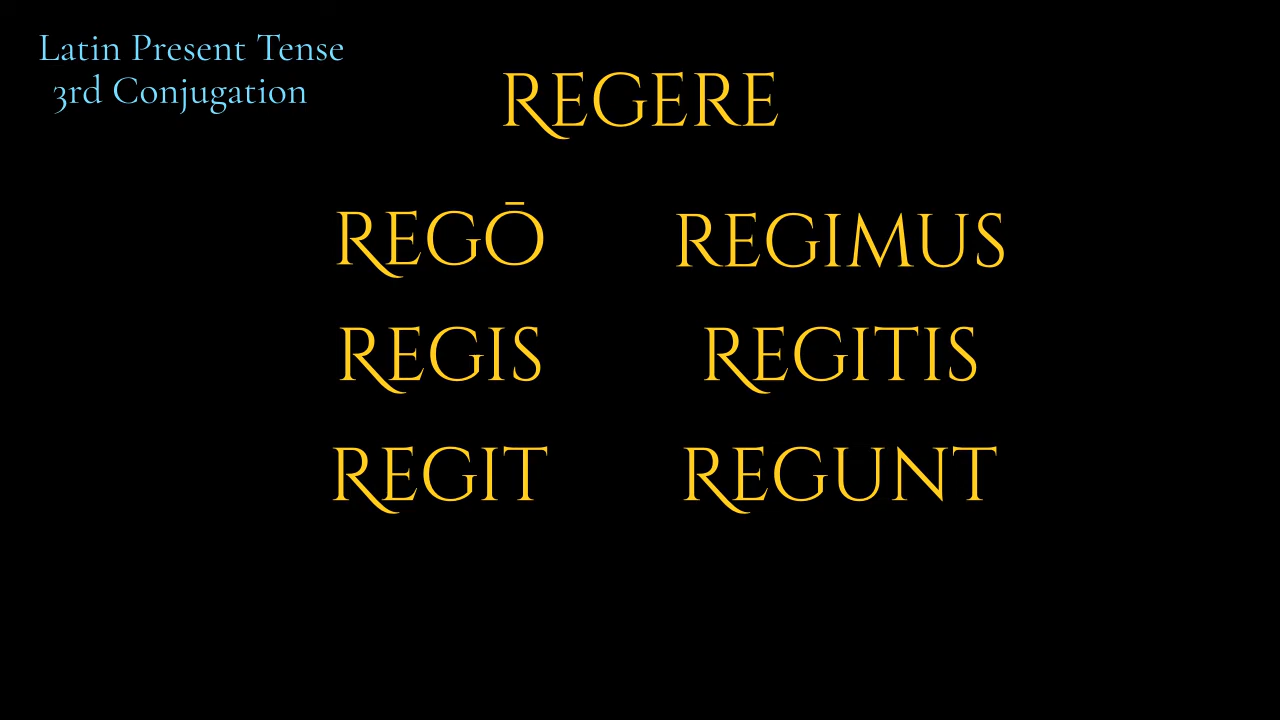 Latin Present Tense
3rd Conjugation
REGERE
REGŌ REGIMUS
REGIS REGITIS
REGIT REGUNT